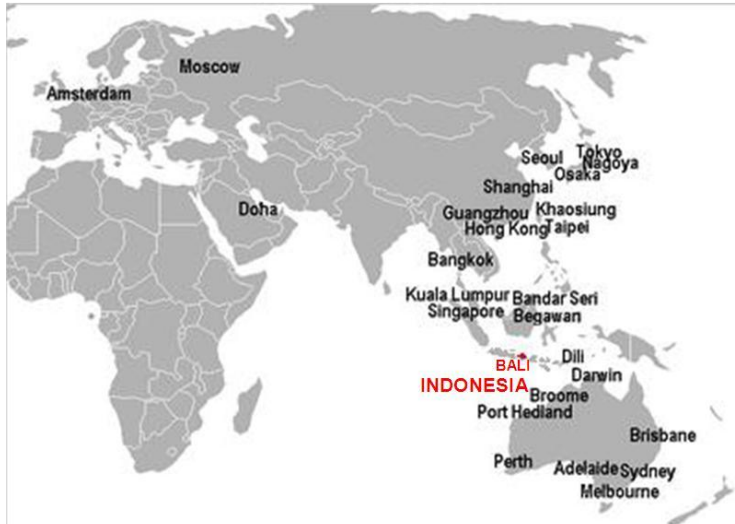 Moscow
Amsterdam
Seoul
Tokyo
Nagoya
Osaka
Shanghai
Doha
Guangzhou
Khaosiung
Hong Kong
Taipei
Bangkok
Kuala Lumpur
Bandar Seri
Begawan
Singapore
BALI
INDONESIA
Dili
Darwin
Broome
Port Hediand
Brisbane
Perth
Adelaide
Sydney
Melbourne